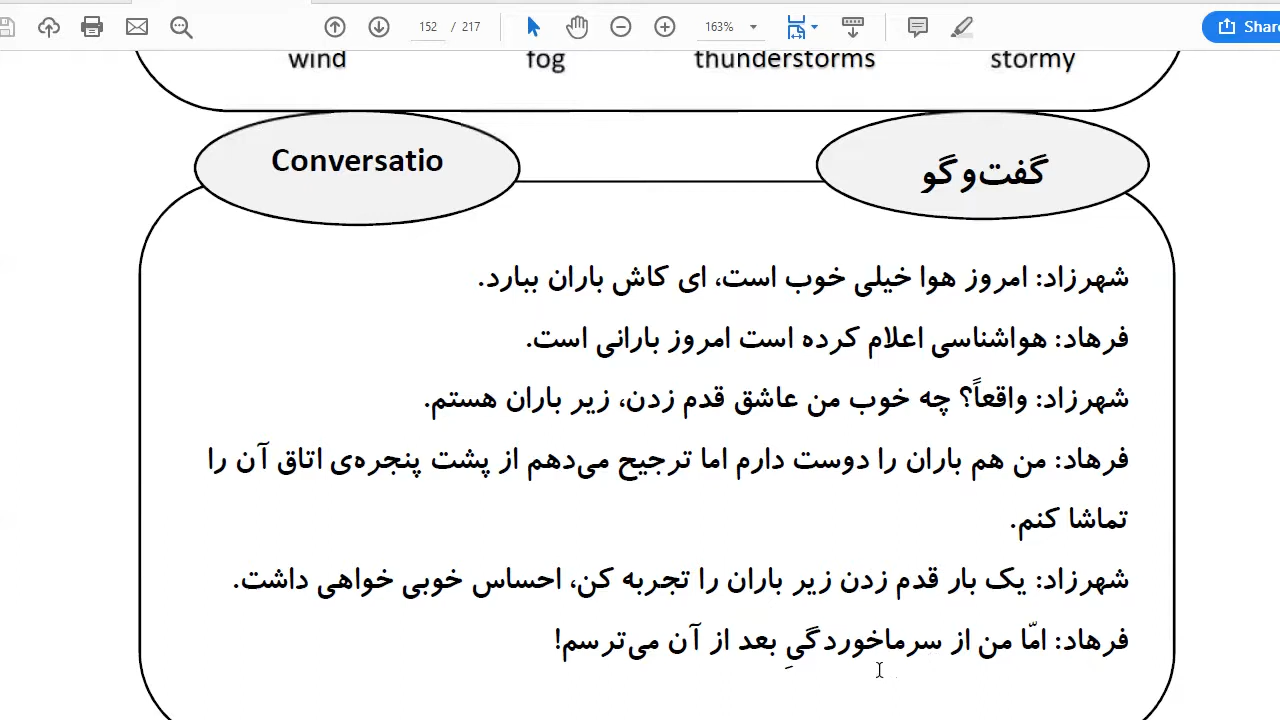 152 / 217
163%
Share
wind fog thunderstorms stormy
Conversatio
گفت‌وگو
شهرزاد: امروز هوا خیلی خوب است، ای کاش باران ببارد.
فرهاد: هواشناسی اعلام کرده است امروز بارانی است.
شهرزاد: واقعاً؟ چه خوب من عاشق قدم زدن، زیر باران هستم.
فرهاد: من هم باران را دوست دارم اما ترجیح می‌دهم از پشت پنجره‌ی اتاق آن را
تماشا کنم.
شهرزاد: یک بار قدم زدن زیر باران را تجربه کن، احساس خوبی خواهی داشت.
فرهاد: امّا من از سرماخوردگیِ بعد از آن می‌ترسم!